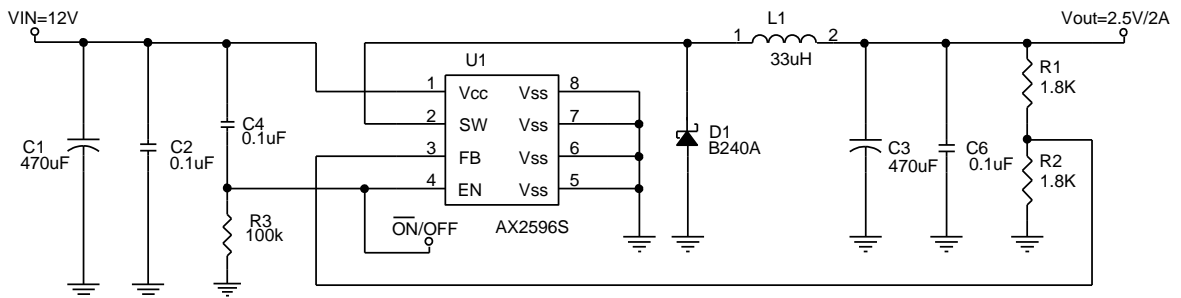 VIN=12V
L1
Vout=2.5V/2A
1
2
33uH
U1
R1
1.8K
1
Vcc
Vss
8
2
SW
Vss
7
3
FB
Vss
6
4
EN
Vss
5
AX2596S
C1
470uF
C2
0.1uF
C4
0.1uF
D1
B240A
C3
470uF
C6
0.1uF
R2
1.8K
R3
100k
ON/OFF